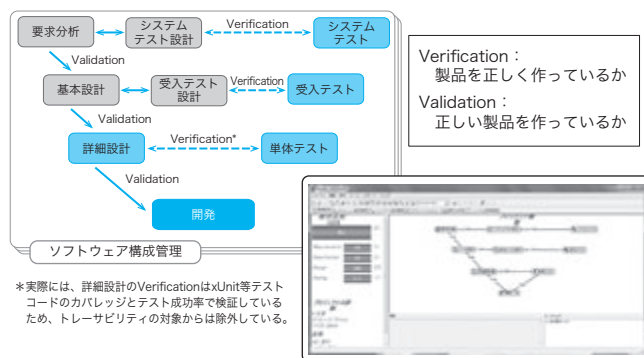 要求分析
システム
テスト設計
Verification
システム
テスト
Validation
基本設計
受入テスト
設計
Verification
受入テスト
Validation
詳細設計
Verification*
単体テスト
Validation
開発
ソフトウェア構成管理
Verification：
製品を正しく作っているか
Validation：
正しい製品を作っているか
＊実際には、詳細設計のVerificationはxUnit等テスト
コードのカバレッジとテスト成功率で検証している
ため、トレーサビリティの対象からは除外している。